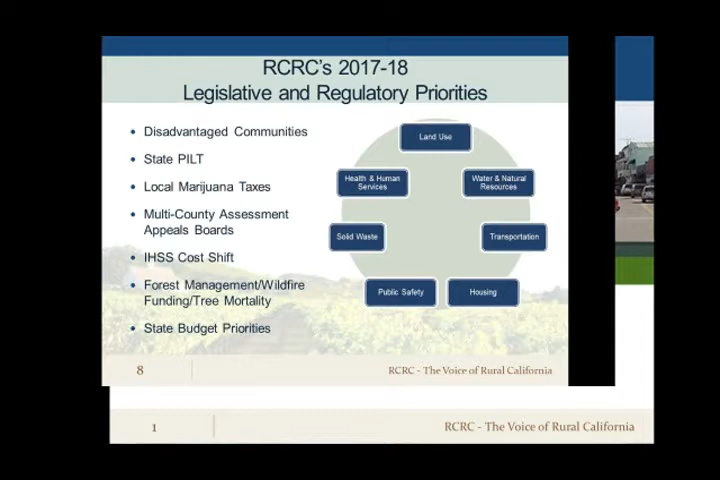 RCRC's 2017-18
Legislative and Regulatory Priorities
• Disadvantaged Communities
• State PILT
• Local Marijuana Taxes
• Multi-County Assessment
Appeals Boards
• IHSS Cost Shift
• Forest Management/Wildfire
Funding/Tree Mortality
• State Budget Priorities
Land Use
Health & Human
Services
Water & Natural
Resources
Solid Waste
Transportation
Public Safety
Housing
8
RCRC - The Voice of Rural California
1
RCRC - The Voice of Rural California